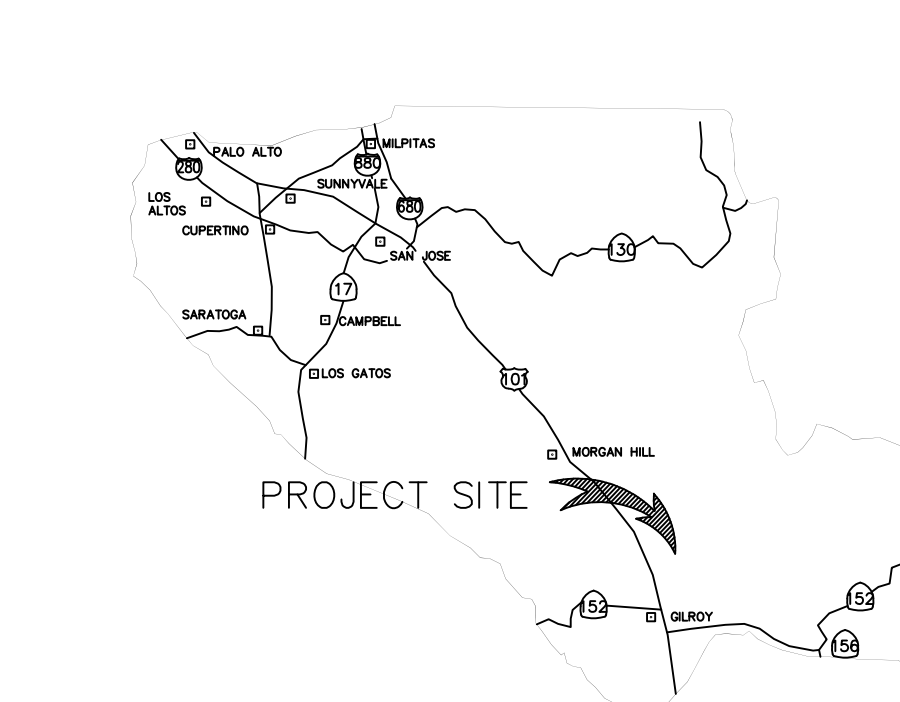 MILPITAS
PALO ALTO
880
280
SUNNYVALE
LOS
ALTOS
680
CUPERTINO
130
SAN JOSE
17
SARATOGA
CAMPBELL
LOS GATOS
101
MORGAN HILL
PROJECT SITE
152
152
GILROY
156